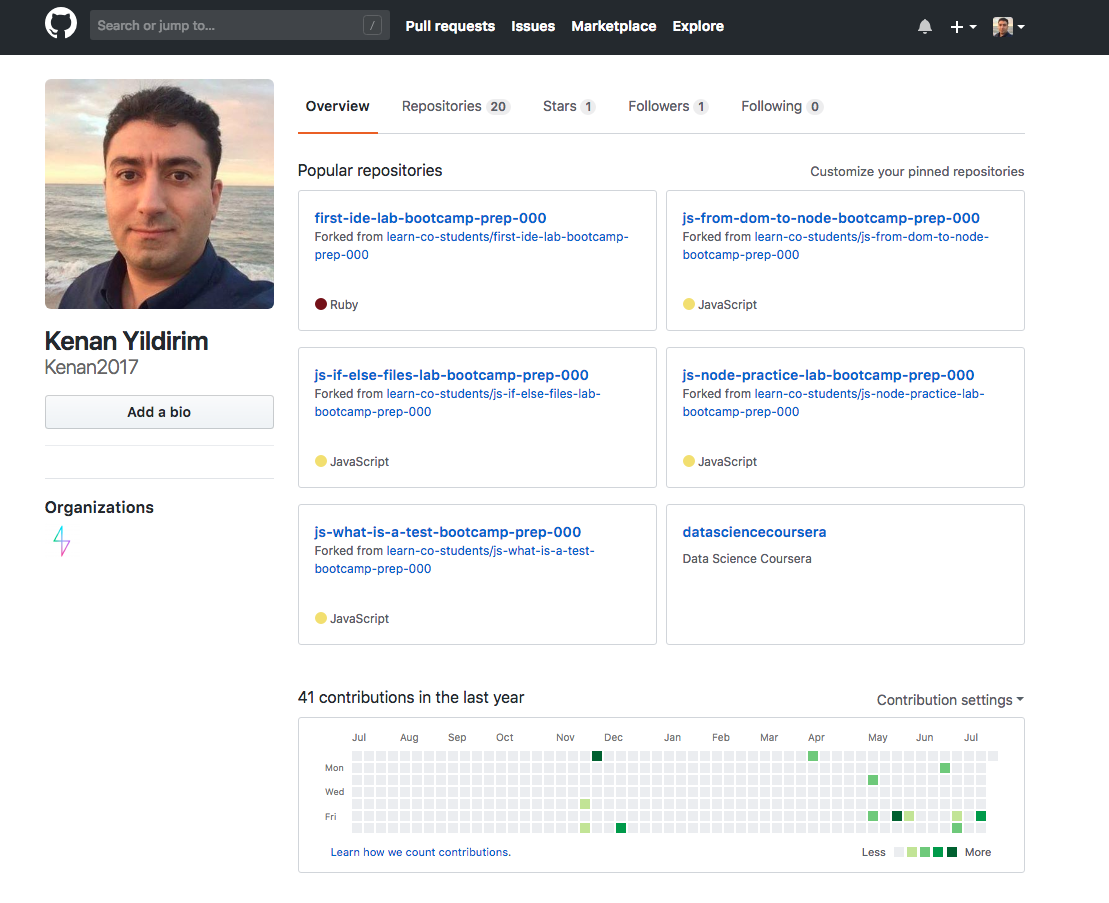 Search or jump to...
/
Pull requests Issues Marketplace Explore
Overview Repositories 20 Stars 1 Followers 1 Following 0
Kenan Yildirim
Kenan2017
Add a bio
Organizations
Popular repositories
Customize your pinned repositories
first-ide-lab-bootcamp-prep-000
Forked from learn-co-students/first-ide-lab-bootcamp-
prep-000
Ruby
js-from-dom-to-node-bootcamp-prep-000
Forked from learn-co-students/js-from-dom-to-node-
bootcamp-prep-000
JavaScript
js-if-else-files-lab-bootcamp-prep-000
Forked from learn-co-students/js-if-else-files-lab-
bootcamp-prep-000
JavaScript
js-node-practice-lab-bootcamp-prep-000
Forked from learn-co-students/js-node-practice-lab-
bootcamp-prep-000
JavaScript
js-what-is-a-test-bootcamp-prep-000
Forked from learn-co-students/js-what-is-a-test-
bootcamp-prep-000
JavaScript
datasciencecoursera
Data Science Coursera
41 contributions in the last year
Contribution settings
Jul Aug Sep Oct Nov Dec Jan Feb Mar Apr May Jun Jul
Mon
Wed
Fri
Learn how we count contributions.
Less More